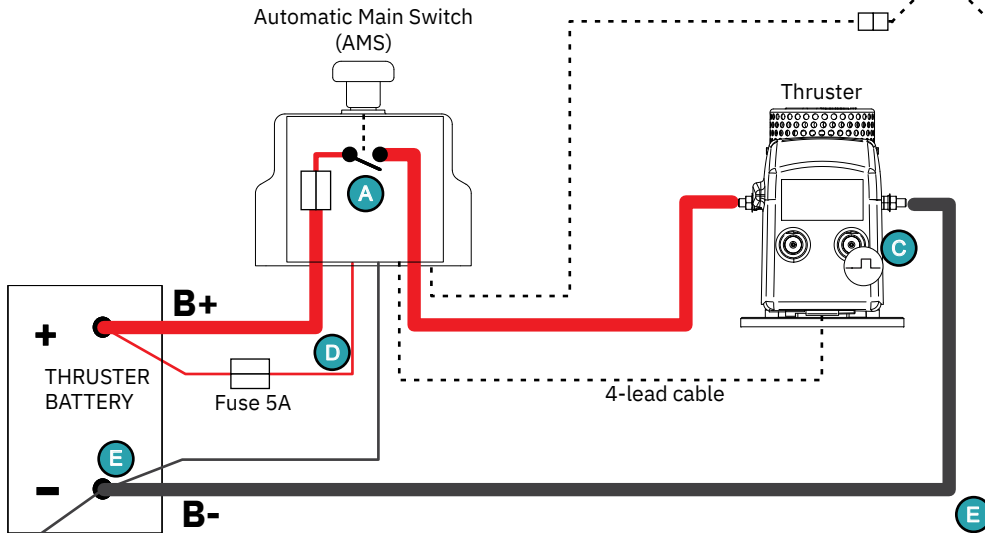 Automatic Main Switch
(AMS)
Thruster
A
C
B+
+
D
THRUSTER
BATTERY
Fuse 5A
4-lead cable
E
−
B-
E